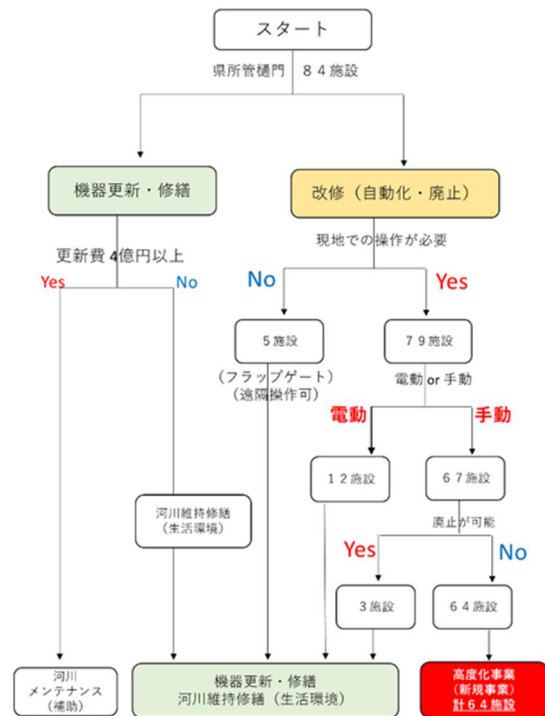 スタート
県所管樋門 84施設
機器更新・修繕
改修（自動化・廃止）
更新費4億円以上
現地での操作が必要
Yes
No
No
Yes
5施設
79施設
（フラップゲート）
（遠隔操作可）
電動 or 手動
電動
手動
12施設
67施設
河川維持修繕
（生活環境）
廃止が可能
Yes
No
3施設
64施設
河川
メンテナンス
（補助）
機器更新・修繕
河川維持修繕（生活環境）
高度化事業
（新規事業）
計64施設